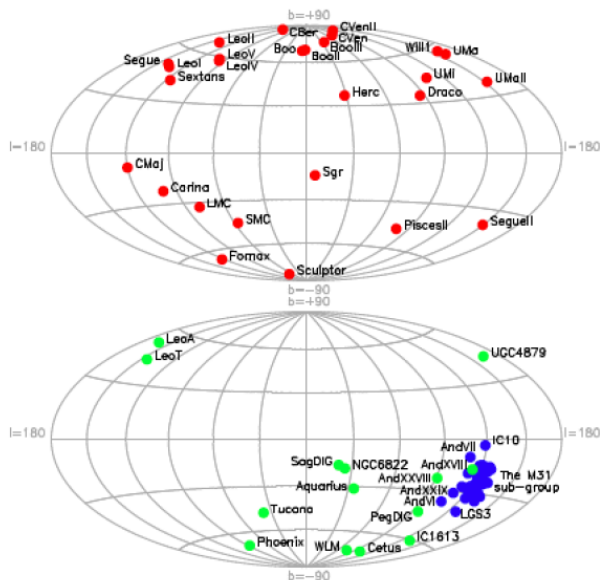 b=+90
CVenII
CBer
CVen
LeoII
Boo
BooIII
BooII
Will1
UMa
Segue
LeoI
LeoV
LeoIV
UMi
UMaII
Sextans
Herc
Draco
l-180
l-180
CMaj
Sgr
Carina
LMC
SMC
PiscesII
SegueII
Fornax
Sculptor
b=-90
b=+90
LeoA
LeoT
UGC4879
l=180
l=180
AndVII
IC10
SagDIG
NGC6822
AndXVII
The M31
sub-group
AndXXVIII
Aquarius
AndXXIX
AndVI
LGS3
Tucana
PegDIG
Phoenix
WLM
Cetus
IC1613
b=-90